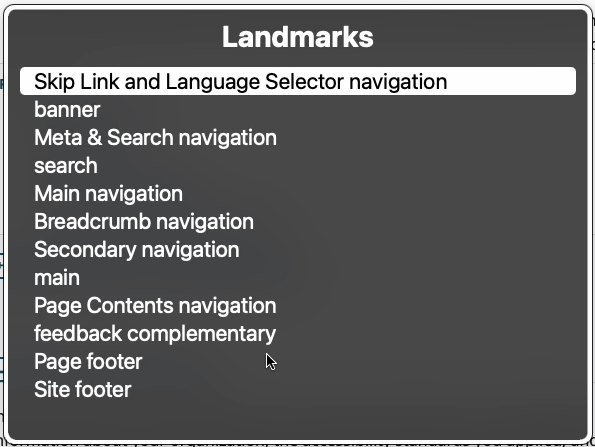 Landmarks
Skip Link and Language Selector navigation
banner
Meta & Search navigation
search
Main navigation
Breadcrumb navigation
Secondary navigation
main
Page Contents navigation
feedback complementary
Page footer
Site footer